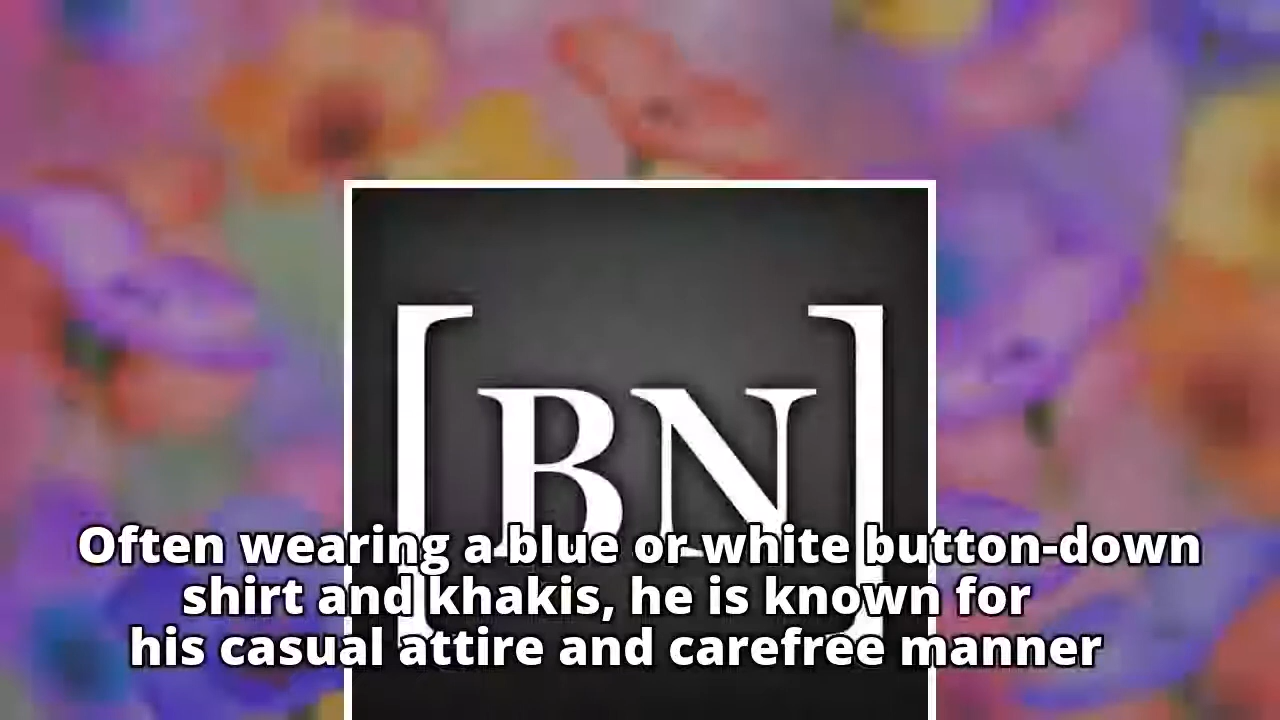 [BN]
Often wearing a blue or white button-down
shirt and khakis, he is known for
his casual attire and carefree manner